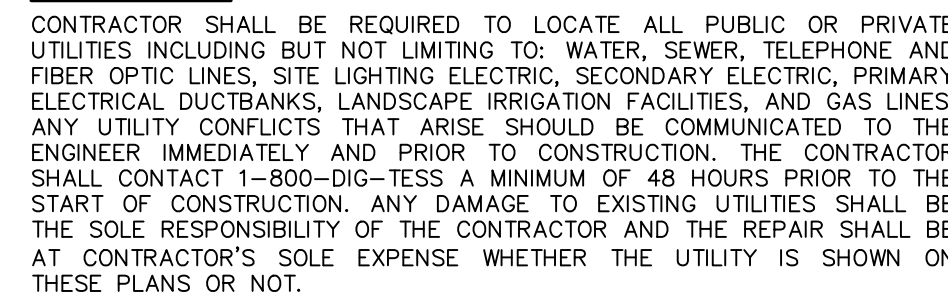 CONTRACTOR SHALL BE REQUIRED TO LOCATE ALL PUBLIC OR PRIVATE
UTILITIES INCLUDING BUT NOT LIMITING TO: WATER, SEWER, TELEPHONE AND
FIBER OPTIC LINES, SITE LIGHTING ELECTRIC, SECONDARY ELECTRIC, PRIMARY
ELECTRICAL DUCTBANKS, LANDSCAPE IRRIGATION FACILITIES, AND GAS LINES.
ANY UTILITY CONFLICTS THAT ARISE SHOULD BE COMMUNICATED TO THE
ENGINEER IMMEDIATELY AND PRIOR TO CONSTRUCTION. THE CONTRACTOR
SHALL CONTACT 1-800-DIG-TESS A MINIMUM OF 48 HOURS PRIOR TO THE
START OF CONSTRUCTION. ANY DAMAGE TO EXISTING UTILITIES SHALL BE
THE SOLE RESPONSIBILITY OF THE CONTRACTOR AND THE REPAIR SHALL BE
AT CONTRACTOR'S SOLE EXPENSE WHETHER THE UTILITY IS SHOWN ON
THESE PLANS OR NOT.